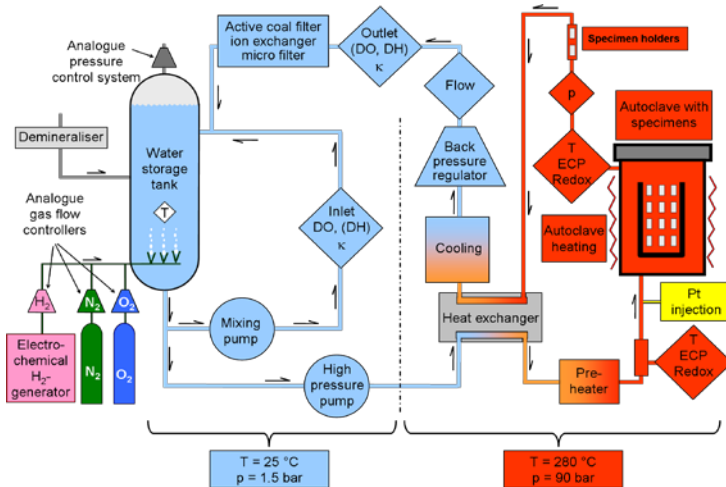 Analogue
pressure
control system
Active coal filter
ion exchanger
micro filter
Outlet
(DO, DH)
κ
Specimen holders
Flow
p
Demineraliser
Autoclave with
specimens
Water
storage
tank
T
Back
pressure
regulator
T
ECP
Redox
Analogue
gas flow
controllers
Inlet
DO, (DH)
κ
Cooling
Autoclave
heating
H₂
N₂
O₂
Mixing
pump
Heat exchanger
Pt
injection
Electro-
chemical
H₂-
generator
N₂
O₂
High
pressure
pump
Pre-
heater
T
ECP
Redox
T = 25 °C
p = 1.5 bar
T = 280 °C
p = 90 bar